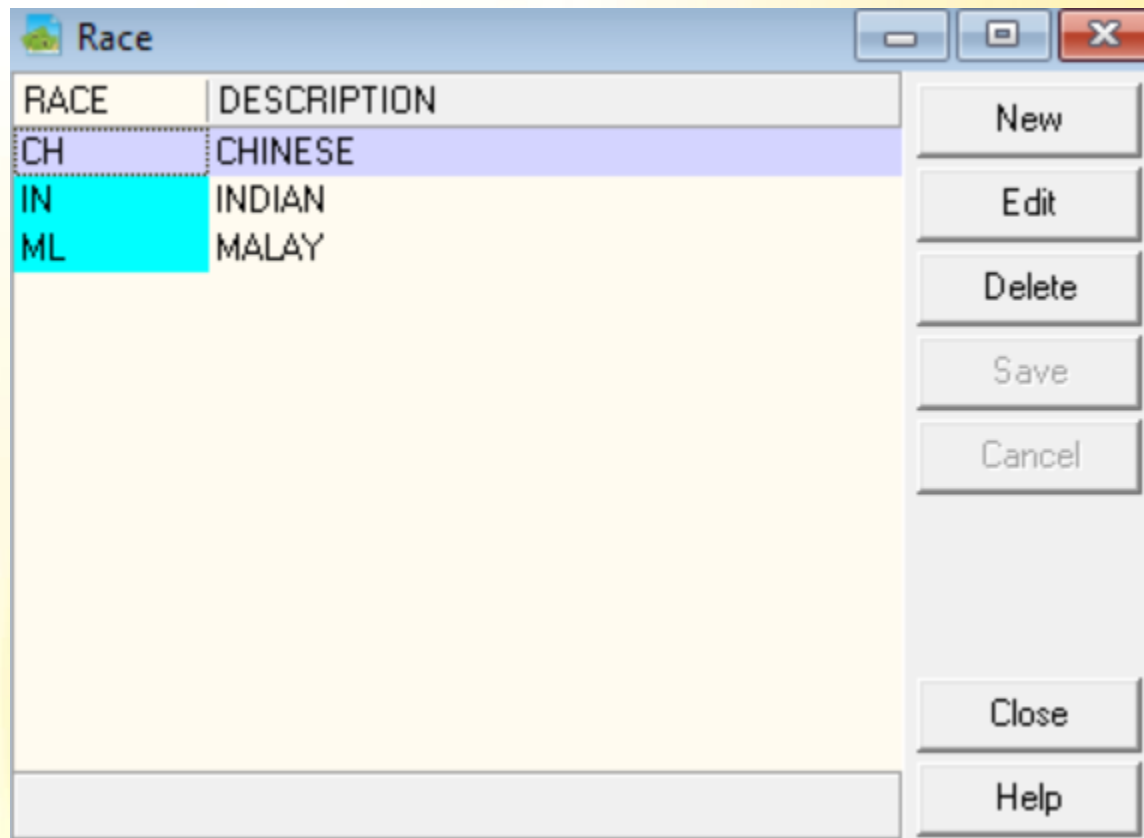 Race
RACE DESCRIPTION
CH CHINESE
IN INDIAN
ML MALAY
New
Edit
Delete
Save
Cancel
Close
Help